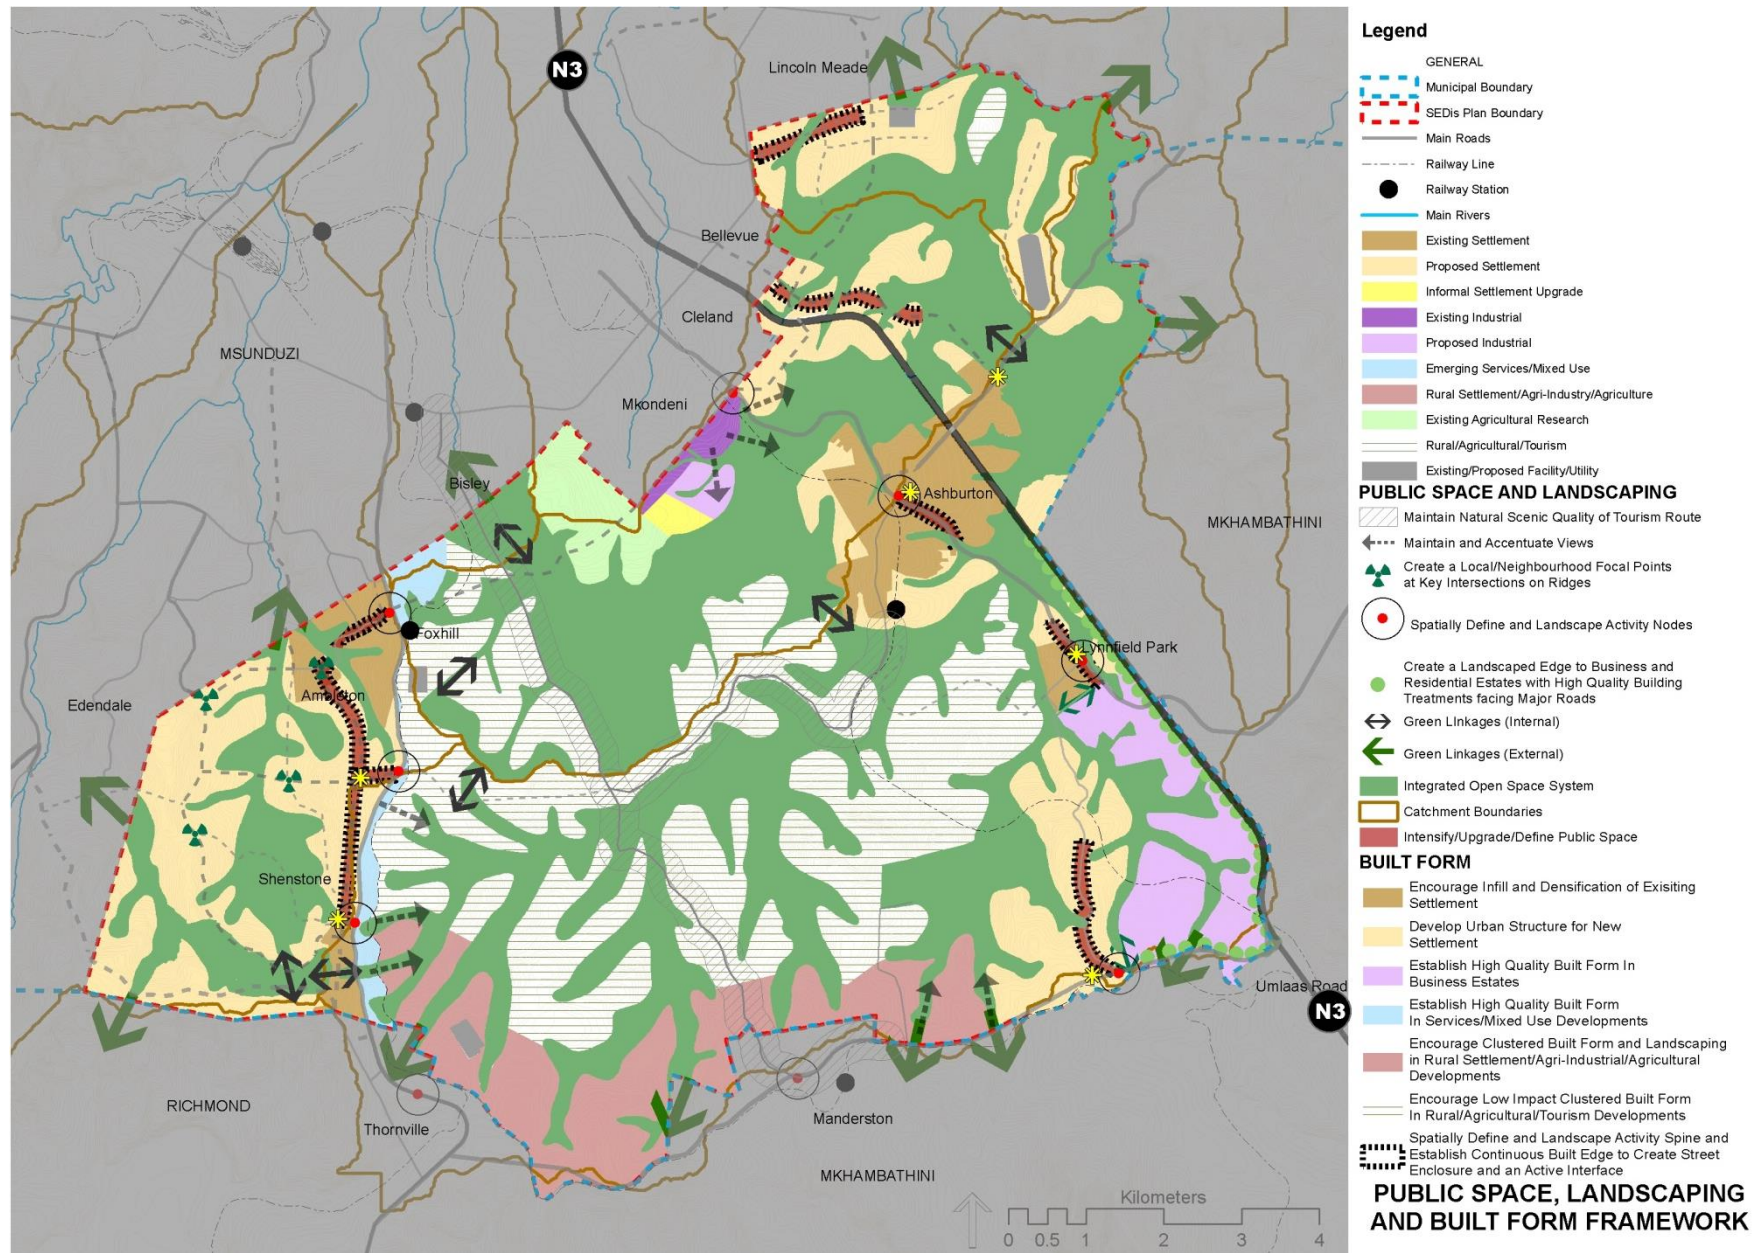 N3
Lincoln Meade
Bellevue
Cleland
MSUNDUZI
Mkondeni
Bisley
Ashburton
MKHAMBATHINI
Foxhill
Lynnfield Park
Ambleton
Edendale
Shenstone
Umlaas Road
N3
RICHMOND
Thornville
Manderston
MKHAMBATHINI
Kilometers
0 0.5 1 2 3 4
Legend
GENERAL
Municipal Boundary
SEDis Plan Boundary
Main Roads
Railway Line
Railway Station
Main Rivers
Existing Settlement
Proposed Settlement
Informal Settlement Upgrade
Existing Industrial
Proposed Industrial
Emerging Services/Mixed Use
Rural Settlement/Agri-Industry/Agriculture
Existing Agricultural Research
Rural/Agricultural/Tourism
Existing/Proposed Facility/Utility
PUBLIC SPACE AND LANDSCAPING
Maintain Natural Scenic Quality of Tourism Route
Maintain and Accentuate Views
Create a Local/Neighbourhood Focal Points
at Key Intersections on Ridges
Spatially Define and Landscape Activity Nodes
Create a Landscaped Edge to Business and
Residential Estates with High Quality Building
Treatments facing Major Roads
Green LInkages (Internal)
Green Linkages (External)
Integrated Open Space System
Catchment Boundaries
Intensify/Upgrade/Define Public Space
BUILT FORM
Encourage Infill and Densification of Exisiting
Settlement
Develop Urban Structure for New
Settlement
Establish High Quality Built Form In
Business Estates
Establish High Quality Built Form
In Services/Mixed Use Developments
Encourage Clustered Built Form and Landscaping
in Rural Settlement/Agri-Industrial/Agricultural
Developments
Encourage Low Impact Clustered Built Form
In Rural/Agricultural/Tourism Developments
Spatially Define and Landscape Activity Spine and
Establish Continuous Built Edge to Create Street
Enclosure and an Active Interface
PUBLIC SPACE, LANDSCAPING
AND BUILT FORM FRAMEWORK